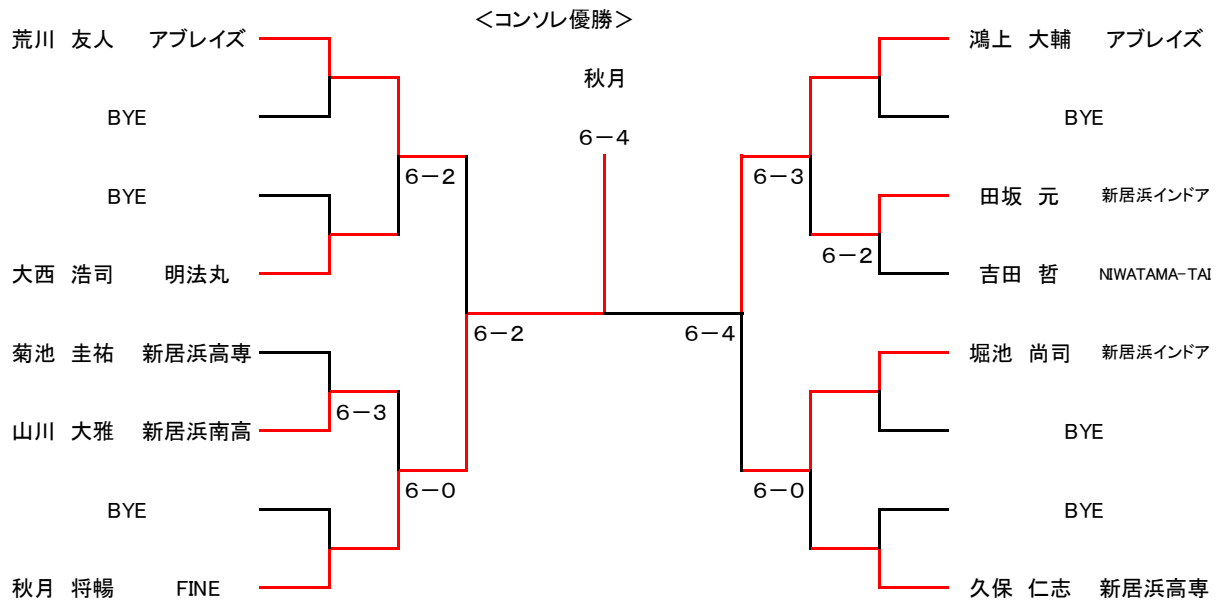 ＜コンソレ優勝＞
秋月
６－４
荒川 友人 アブレイズ
BYE
６－２
BYE
大西 浩司 明法丸
６－２
菊池 圭祐 新居浜高専
６－３
山川 大雅 新居浜南高
６－０
BYE
秋月 将暢 FINE
鴻上 大輔 アブレイズ
BYE
６－３
田坂 元 新居浜インドア
６－２
吉田 哲 NIWATAMA-TAI
６－４
堀池 尚司 新居浜インドア
BYE
６－０
BYE
久保 仁志 新居浜高専